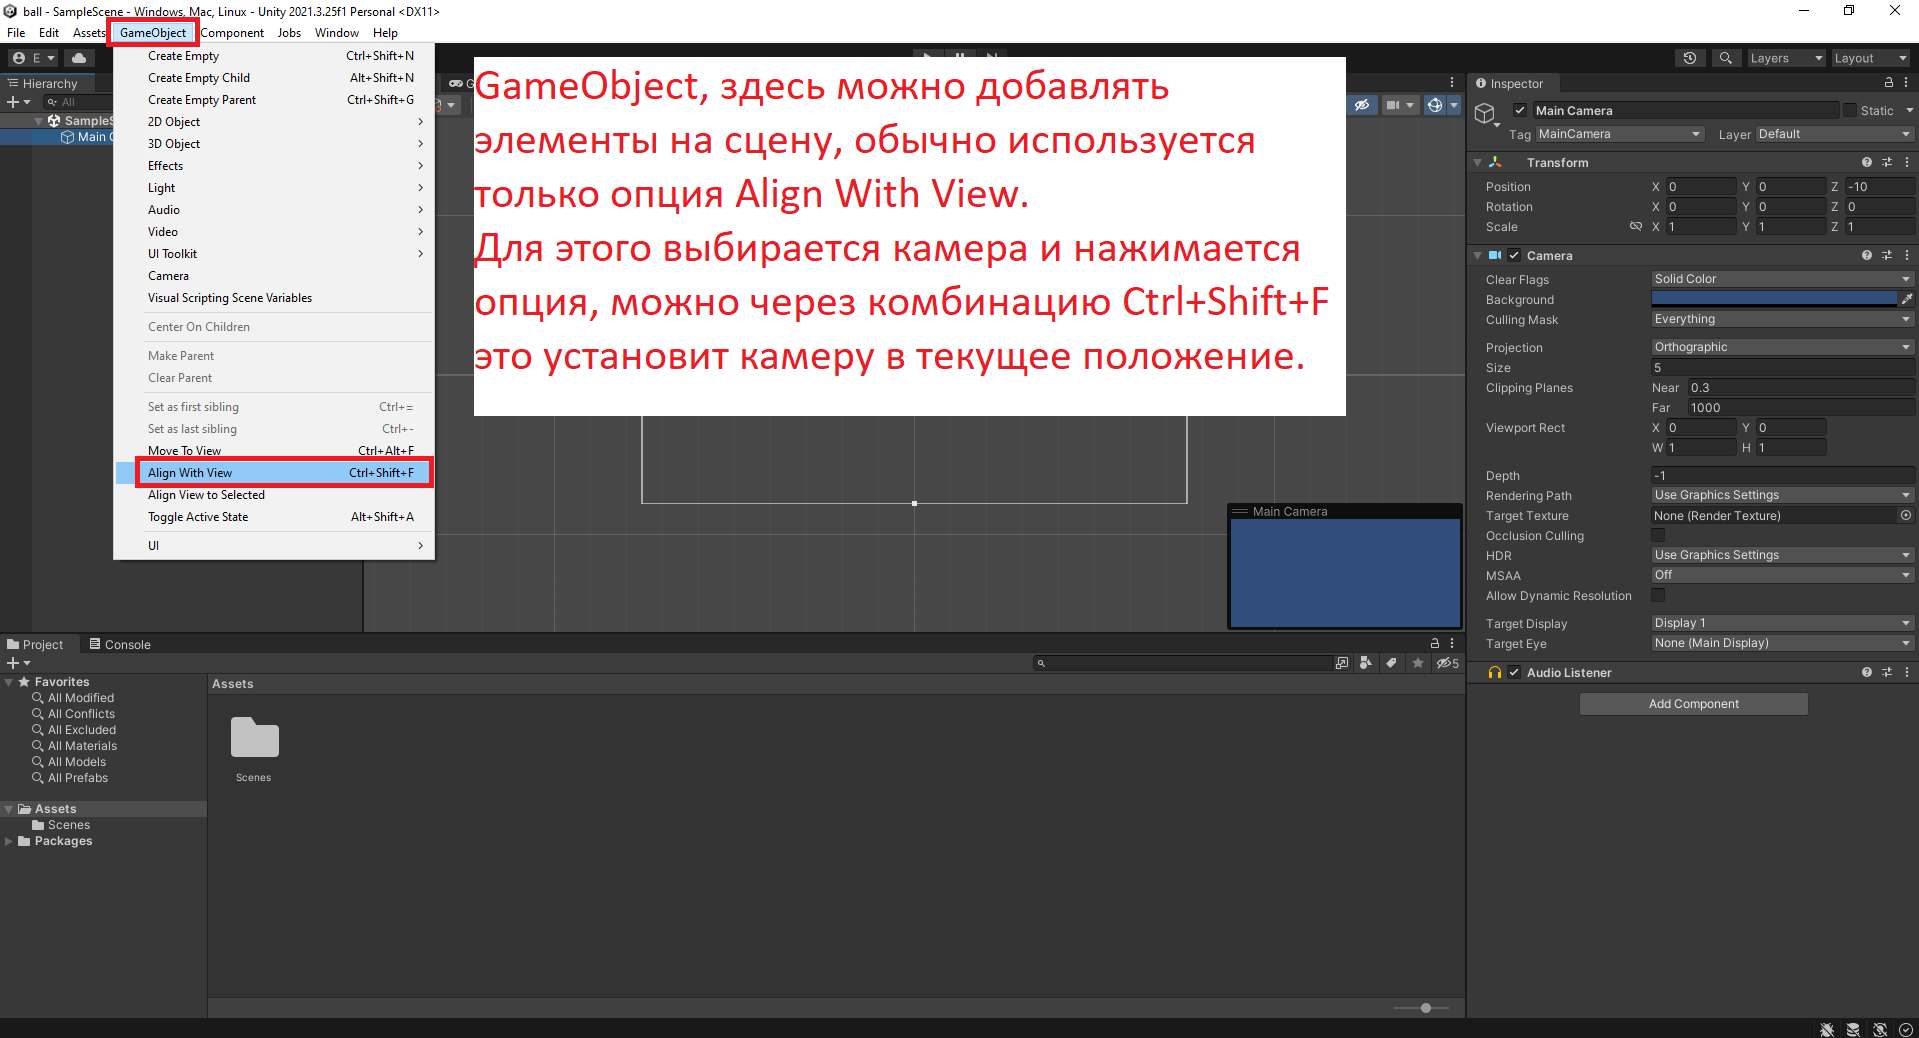 ball - SampleScene - Windows, Mac, Linux - Unity 2021.3.25f1 Personal <DX11>
File Edit Assets GameObject Component Jobs Window Help
E
Layers
Layout
Hierarchy
All
Main
Create Empty Ctrl+Shift+N
Create Empty Child Alt+Shift+N
Create Empty Parent Ctrl+Shift+G
2D Object
3D Object
Effects
Light
Audio
Video
UI Toolkit
Camera
Visual Scripting Scene Variables
Center On Children
Make Parent
Clear Parent
Set as first sibling Ctrl+=
Set as last sibling Ctrl+-
Move To View Ctrl+Alt+F
Align With View Ctrl+Shift+F
Align View to Selected
Toggle Active State Alt+Shift+A
UI
GameObject, здесь можно добавлять
элементы на сцену, обычно используется
только опция Align With View.
Для этого выбирается камера и нажимается
опция, можно через комбинацию Ctrl+Shift+F
это установит камеру в текущее положение.
Main Camera
Inspector
Main Camera Static
Tag MainCamera Layer Default
Transform
Position X 0 Y 0 Z -10
Rotation X 0 Y 0 Z 0
Scale X 1 Y 1 Z 1
Camera
Clear Flags Solid Color
Background
Culling Mask Everything
Projection Orthographic
Size 5
Clipping Planes Near 0.3
Far 1000
Viewport Rect X 0 Y 0
W 1 H 1
Depth -1
Rendering Path Use Graphics Settings
Target Texture None (Render Texture)
Occlusion Culling
HDR Use Graphics Settings
MSAA Off
Allow Dynamic Resolution
Target Display Display 1
Target Eye None (Main Display)
Audio Listener
Add Component
Project Console
5
Favorites
All Modified
All Conflicts
All Excluded
All Materials
All Models
All Prefabs
Assets
Scenes
Packages
Assets
Scenes